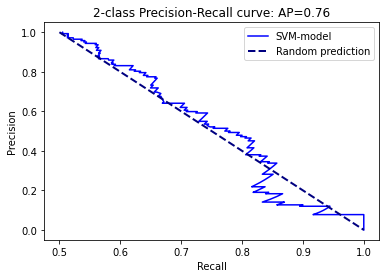 2-class Precision-Recall curve: AP=0.76
SVM-model
Random prediction
Precision
1.0
0.8
0.6
0.4
0.2
0.0
0.5
0.6
0.7
0.8
0.9
1.0
Recall